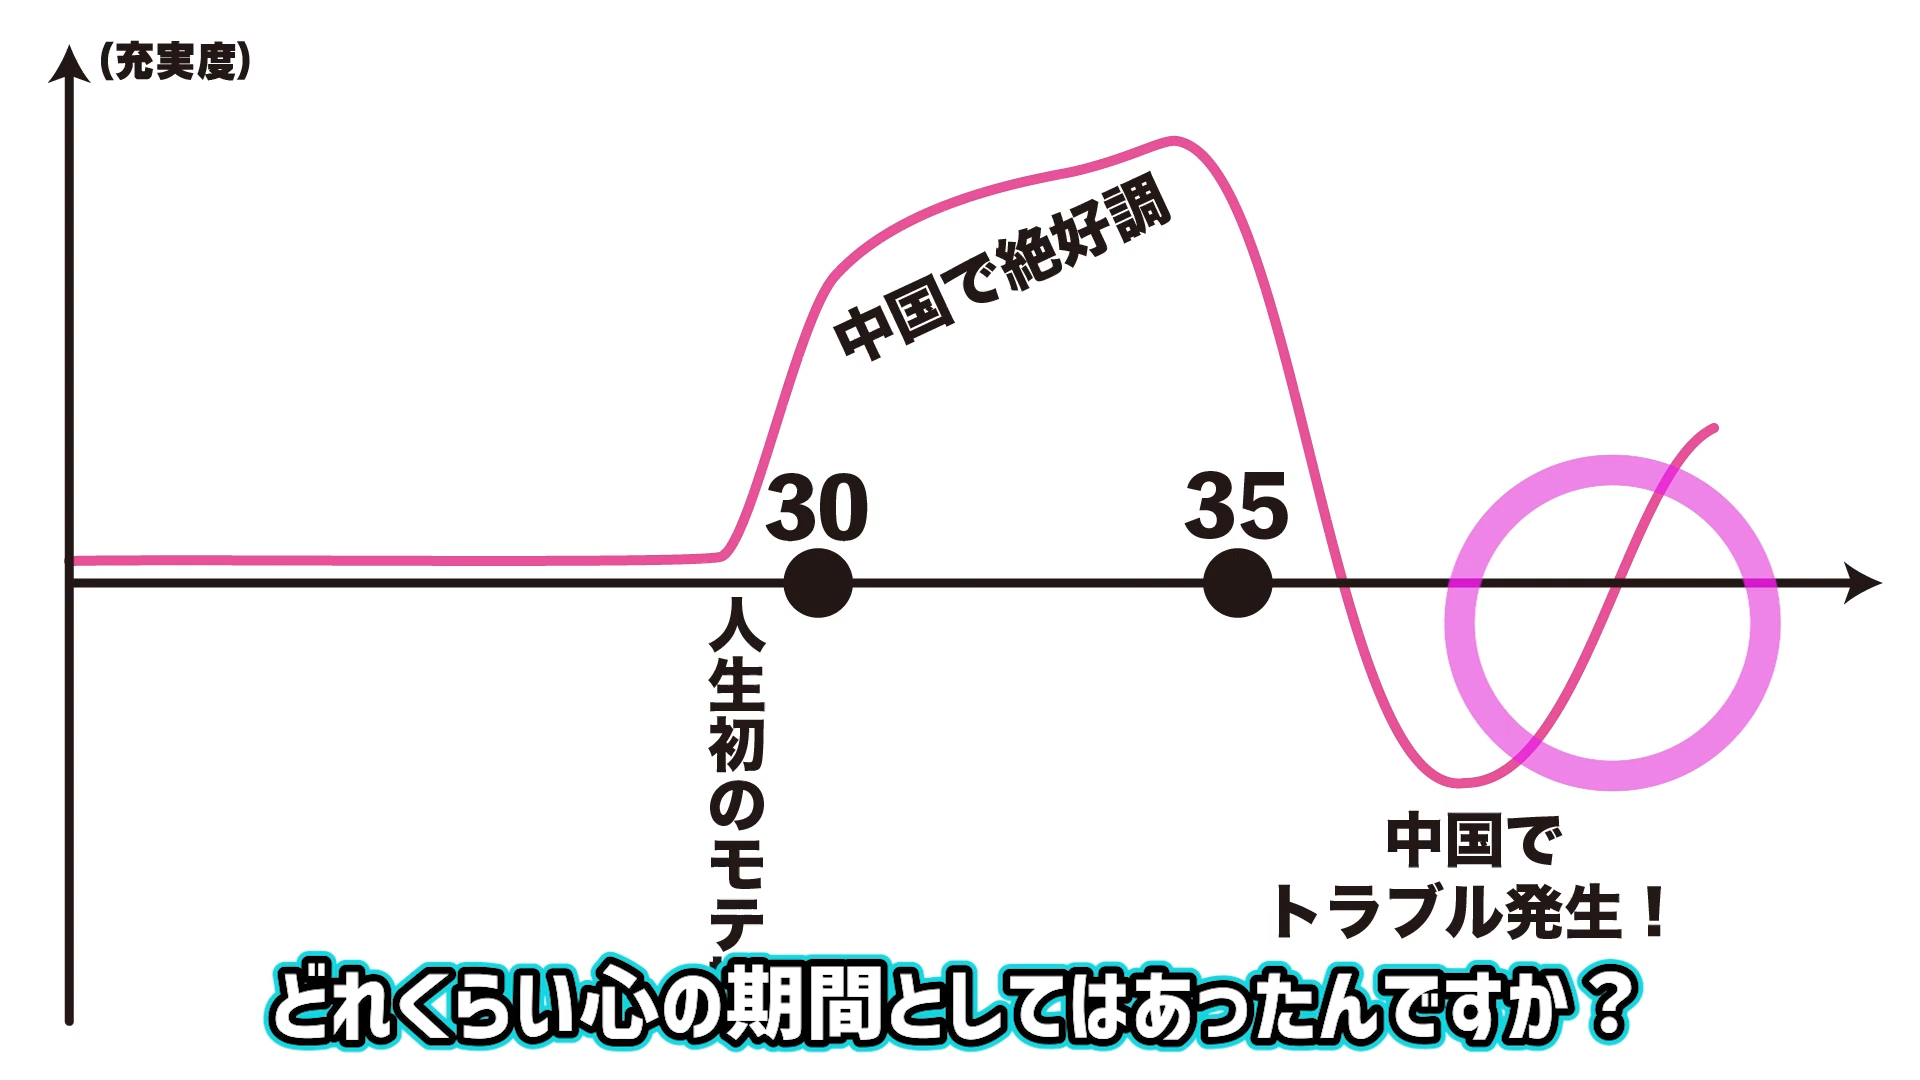 (充実度)
中国で絶好調
30
35
人生初のモテ
中国で
トラブル発生！
どれくらい心の期間としてはあったんですか？